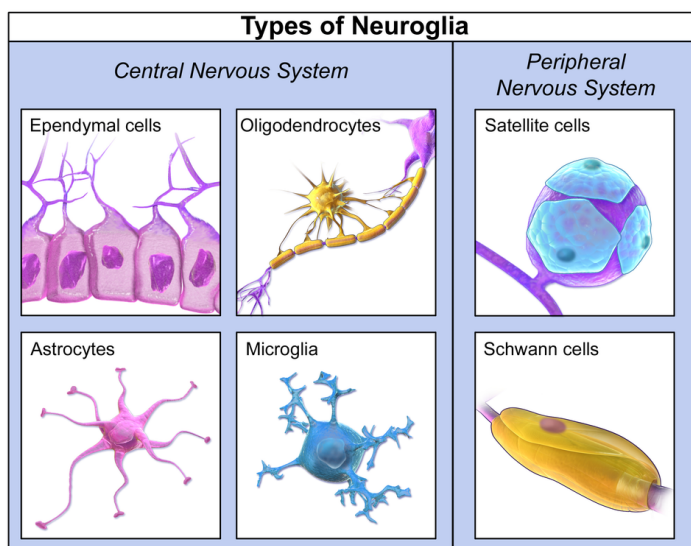 Types of Neuroglia
Central Nervous System
Peripheral
Nervous System
Ependymal cells
Oligodendrocytes
Satellite cells
Astrocytes
Microglia
Schwann cells